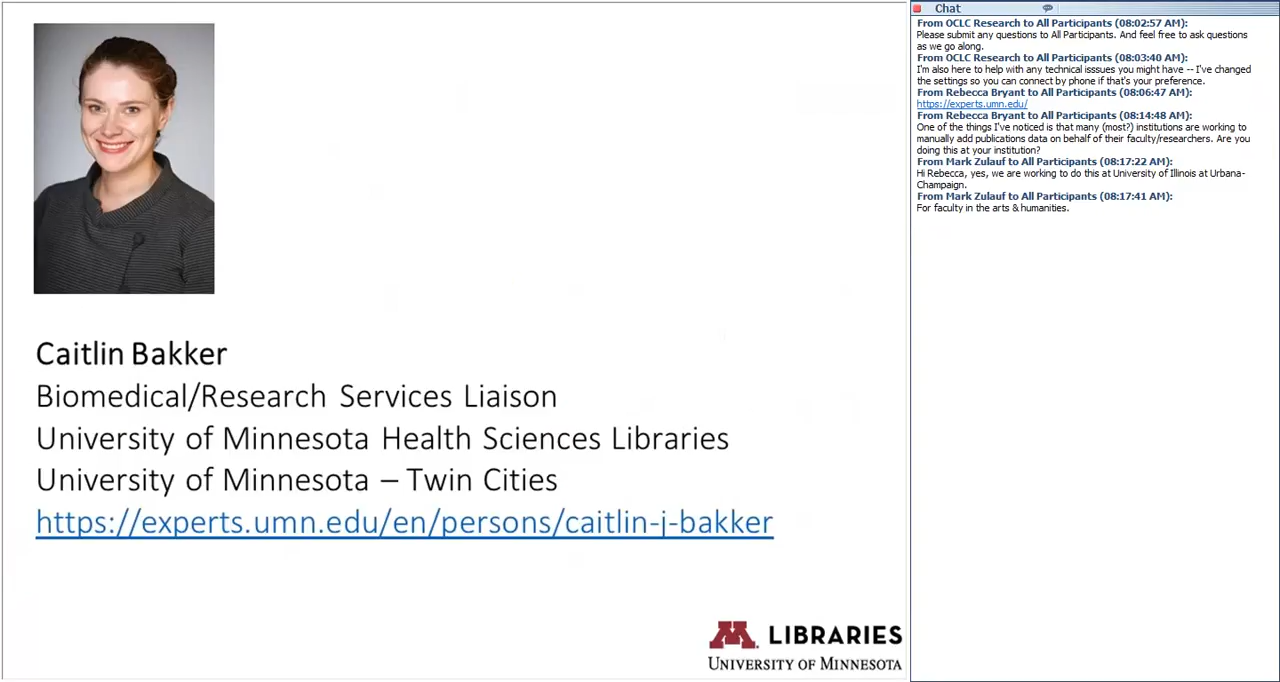 Caitlin Bakker
Biomedical/Research Services Liaison
University of Minnesota Health Sciences Libraries
University of Minnesota – Twin Cities
https://experts.umn.edu/en/persons/caitlin-j-bakker
M LIBRARIES
UNIVERSITY OF MINNESOTA
Chat
From OCLC Research to All Participants (08:02:57 AM):
Please submit any questions to All Participants. And feel free to ask questions
as we go along.
From OCLC Research to All Participants (08:03:40 AM):
I'm also here to help with any technical isssues you might have -- I've changed
the settings so you can connect by phone if that's your preference.
From Rebecca Bryant to All Participants (08:06:47 AM):
https://experts.umn.edu/
From Rebecca Bryant to All Participants (08:14:48 AM):
One of the things I've noticed is that many (most?) institutions are working to
manually add publications data on behalf of their faculty/researchers. Are you
doing this at your institution?
From Mark Zulauf to All Participants (08:17:22 AM):
Hi Rebecca, yes, we are working to do this at University of Illinois at Urbana-
Champaign.
From Mark Zulauf to All Participants (08:17:41 AM):
For faculty in the arts & humanities.